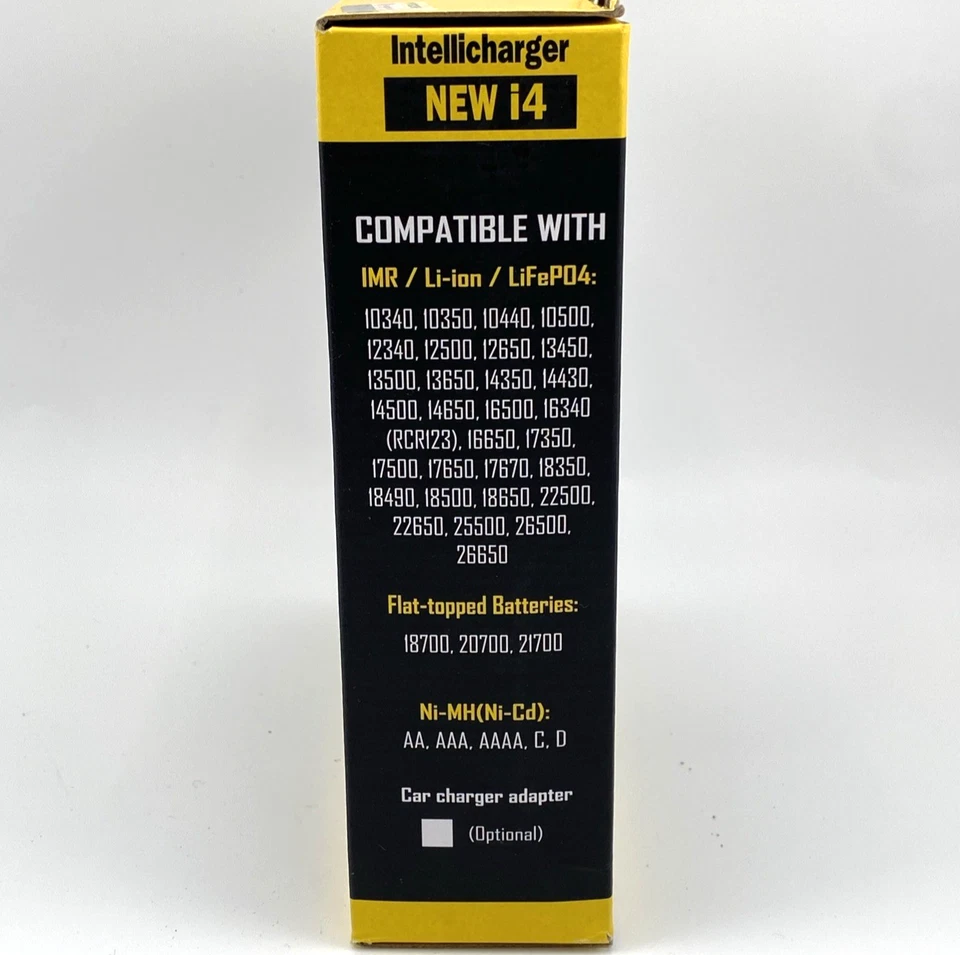 Intellicharger
NEW i4
COMPATIBLE WITH
IMR / Li-ion / LiFePO4:
10340, 10350, 10440, 10500,
12340, 12500, 12650, 13450,
13500, 13650, 14350, 14430,
14500, 14650, 16500, 16340
(RCR123), 16650, 17350,
17500, 17650, 17670, 18350,
18490, 18500, 18650, 22500,
22650, 25500, 26500,
26650
Flat-topped Batteries:
18700, 20700, 21700
Ni-MH(Ni-Cd):
AA, AAA, AAAA, C, D
Car charger adapter
(Optional)